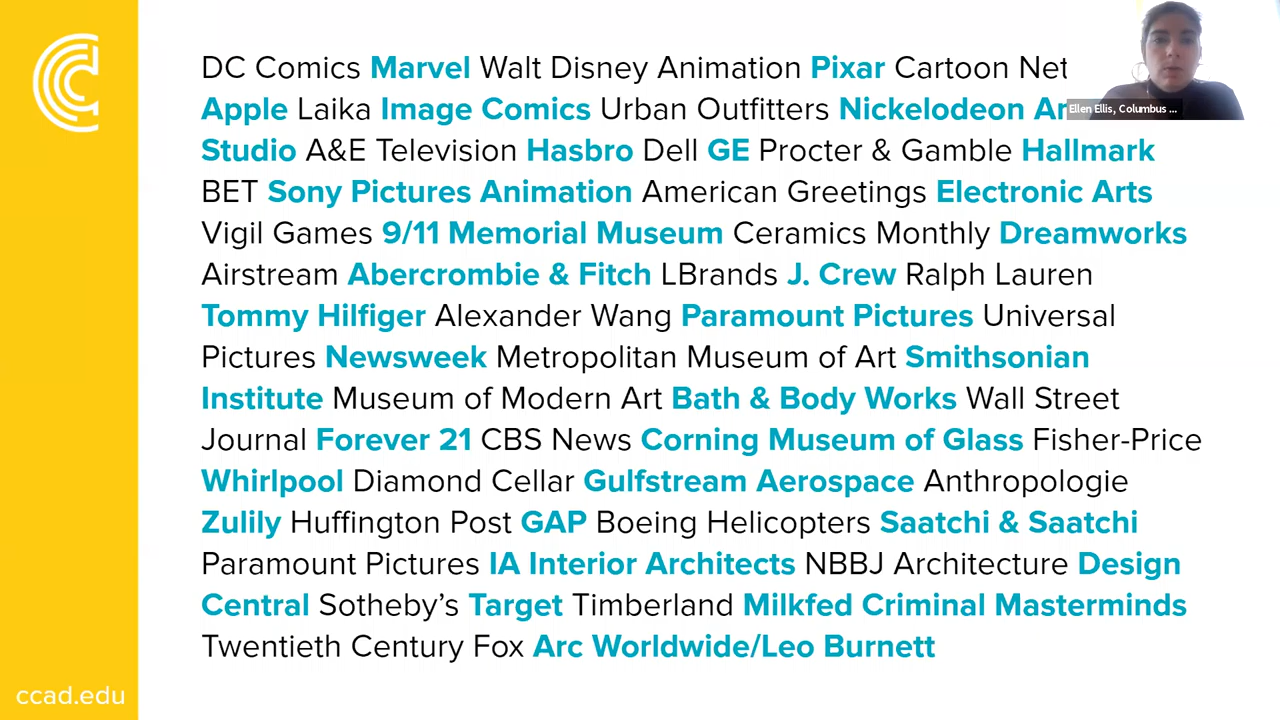 DC Comics Marvel Walt Disney Animation Pixar Cartoon
Apple Laika Image Comics Urban Outfitters Nickelodeon
Ellen Ellis, Columbus ...
Studio A&E Television Hasbro Dell GE Procter & Gamble Hallmark
BET Sony Pictures Animation American Greetings Electronic Arts
Vigil Games 9/11 Memorial Museum Ceramics Monthly Dreamworks
Airstream Abercrombie & Fitch LBrands J. Crew Ralph Lauren
Tommy Hilfiger Alexander Wang Paramount Pictures Universal
Pictures Newsweek Metropolitan Museum of Art Smithsonian
Institute Museum of Modern Art Bath & Body Works Wall Street
Journal Forever 21 CBS News Corning Museum of Glass Fisher-Price
Whirlpool Diamond Cellar Gulfstream Aerospace Anthropologie
Zulily Huffington Post GAP Boeing Helicopters Saatchi & Saatchi
Paramount Pictures IA Interior Architects NBBJ Architecture Design
Central Sotheby's Target Timberland Milkfed Criminal Masterminds
Twentieth Century Fox Arc Worldwide/Leo Burnett
ccad.edu